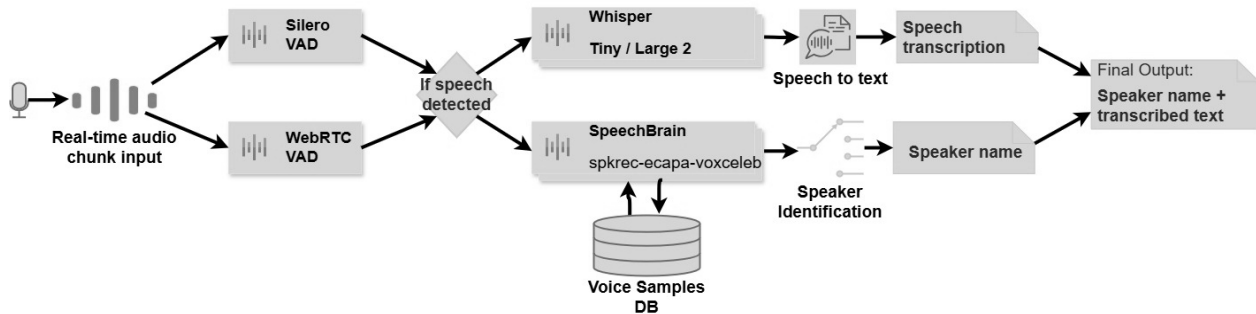 Real-time audio
chunk input
Silero
VAD
WebRTC
VAD
If speech
detected
Whisper
Tiny / Large 2
SpeechBrain
spkrec-ecapa-voxceleb
Voice Samples
DB
Speech to text
Speaker
Identification
Speech
transcription
Speaker name
Final Output:
Speaker name +
transcribed text